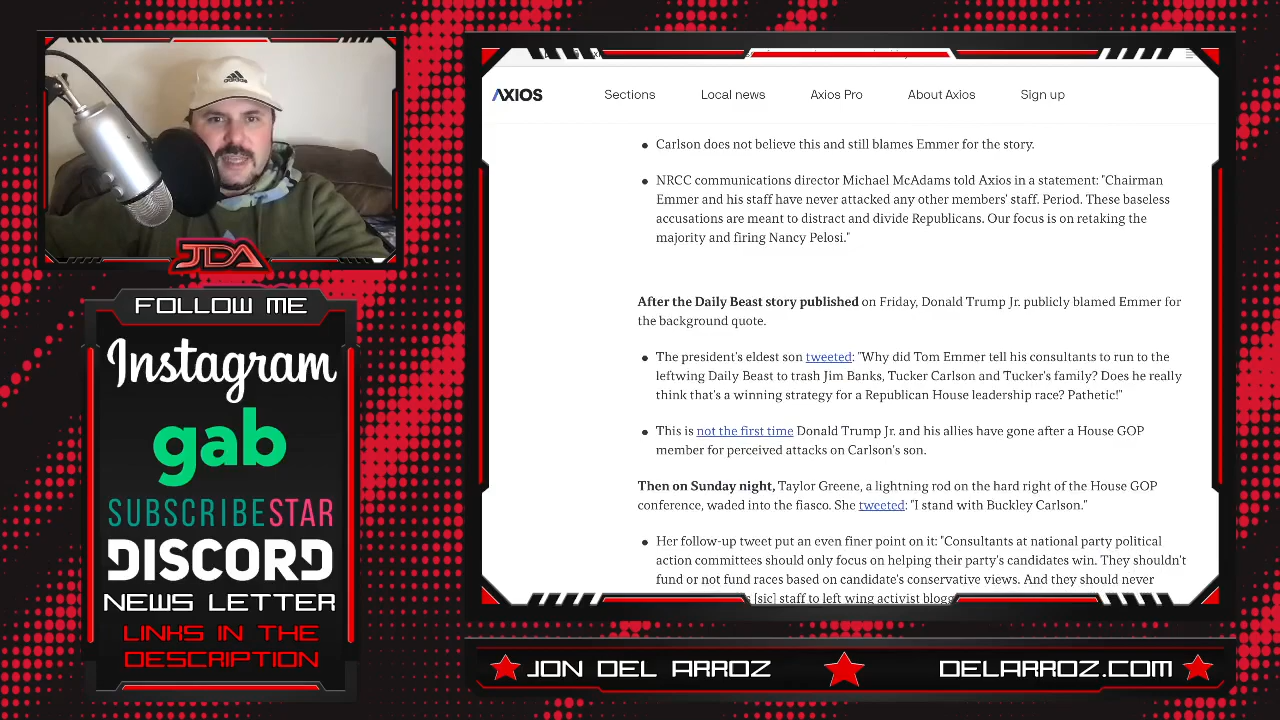 adidas
JDA
FOLLOW ME
Instagram
gab
SUBSCRIBESTAR
DISCORD
NEWS LETTER
LINKS IN THE
DESCRIPTION
AXIOS
Sections
Local news
Axios Pro
About Axios
Sign up
Carlson does not believe this and still blames Emmer for the story.
NRCC communications director Michael McAdams told Axios in a statement: "Chairman
Emmer and his staff have never attacked any other members' staff. Period. These baseless
accusations are meant to distract and divide Republicans. Our focus is on retaking the
majority and firing Nancy Pelosi."
After the Daily Beast story published on Friday, Donald Trump Jr. publicly blamed Emmer for
the background quote.
The president's eldest son tweeted: "Why did Tom Emmer tell his consultants to run to the
leftwing Daily Beast to trash Jim Banks, Tucker Carlson and Tucker's family? Does he really
think that's a winning strategy for a Republican House leadership race? Pathetic!"
This is not the first time Donald Trump Jr. and his allies have gone after a House GOP
member for perceived attacks on Carlson's son.
Then on Sunday night, Taylor Greene, a lightning rod on the hard right of the House GOP
conference, waded into the fiasco. She tweeted: "I stand with Buckley Carlson."
Her follow-up tweet put an even finer point on it: "Consultants at national party political
action committees should only focus on helping their party's candidates win. They shouldn't
fund or not fund races based on candidate's conservative views. And they should never
[sic] staff to left wing activist blogs
JON DEL ARROZ
DELARROZ.COM